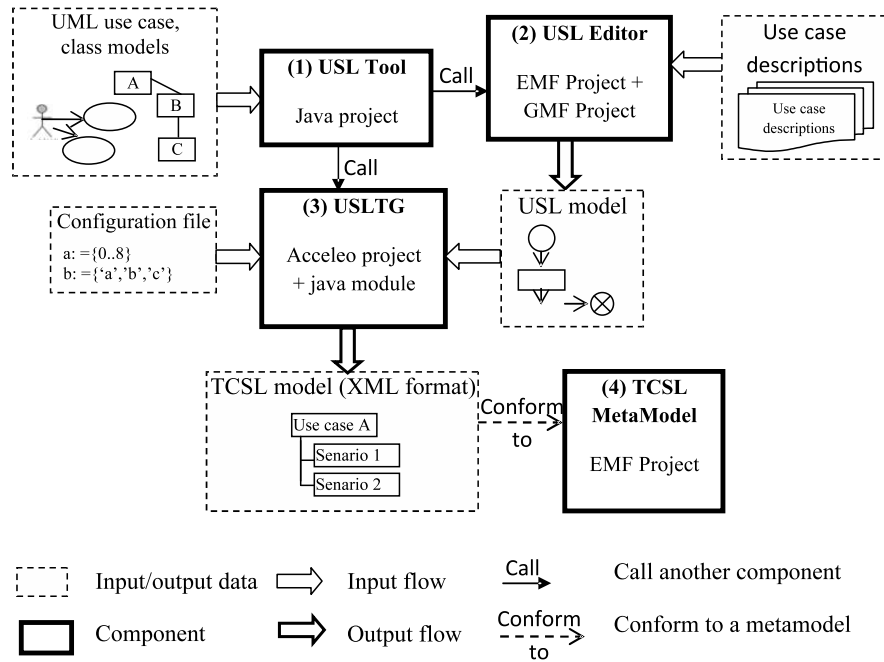 UML use case,
class models
A
B
C
(1) USL Tool
Java project
Call
(2) USL Editor
EMF Project +
GMF Project
Use case
descriptions
Use case
descriptions
Call
Configuration file
a: ={0..8}
b: ={‘a’,’b’,’c’}
(3) USLTG
Acceleo project
+ java module
USL model
TCSL model (XML format)
Use case A
Senario 1
Senario 2
Conform
to
(4) TCSL
MetaModel
EMF Project
Input/output data
Input flow
Call
Call another component
Component
Output flow
Conform
to
Conform to a metamodel